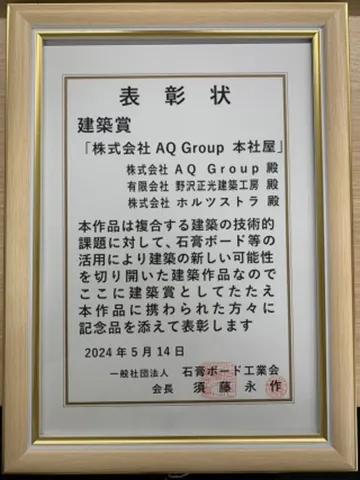 表彰状
建築賞
「株式会社 AQ Group 本社屋」
株式会社 AQ Group 殿
有限会社 野沢正光建築工房 殿
株式会社 ホルツストラ 殿
本作品は複合する建築の技術的
課題に対して、石膏ボード等の
活用により建築の新しい可能性
を切り開いた建築作品なので
ここに建築賞としてたたえ
本作品に携わられた方々に
記念品を添えて表彰します
2024年5月14日
一般社団法人 石膏ボード工業会
会長 須藤永作